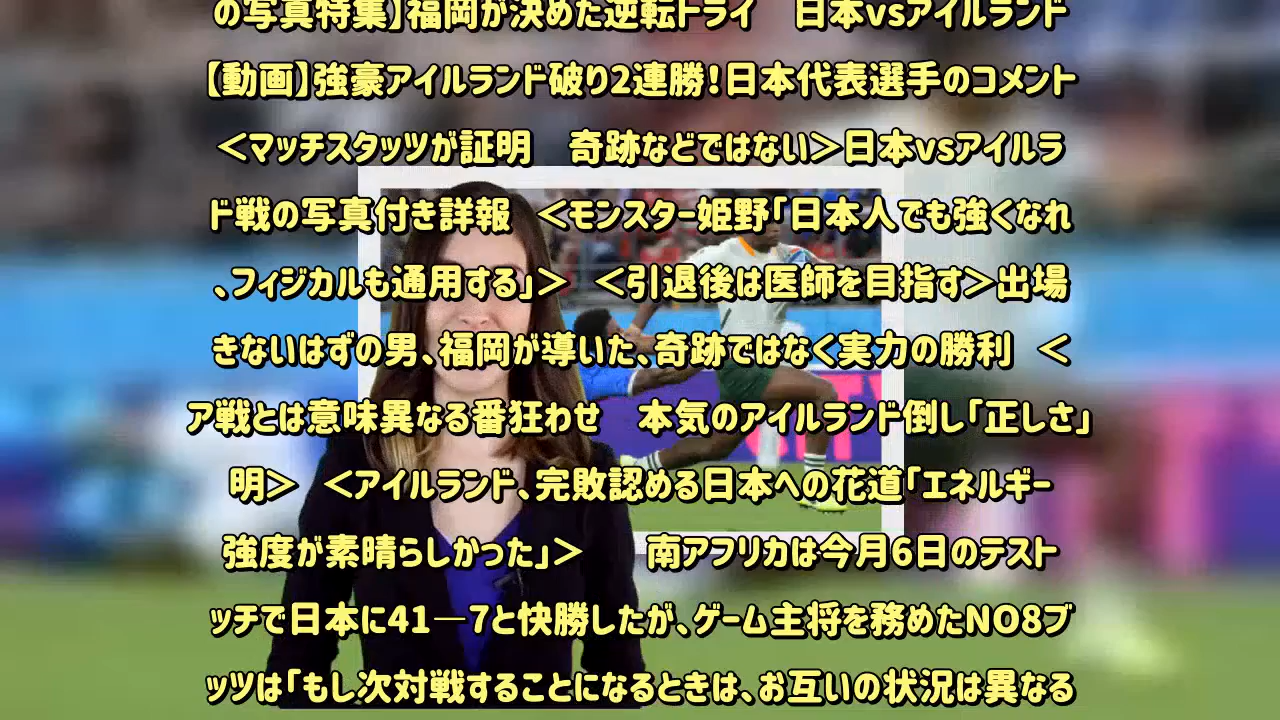 の写真特集】福岡が決めた逆転トライ　日本vsアイルランド
【動画】強豪アイルランド破り2連勝！日本代表選手のコメント
＜マッチスタッツが証明　奇跡などではない＞日本vsアイルラ
ド戦の写真付き詳報　＜モンスター姫野「日本人でも強くなれ
、フィジカルも通用する」＞　＜引退後は医師を目指す＞出場
きないはずの男、福岡が導いた、奇跡ではなく実力の勝利　＜
ア戦とは意味異なる番狂わせ　本気のアイルランド倒し「正しさ」
明＞　＜アイルランド、完敗認める日本への花道「エネルギー
強度が素晴らしかった」＞　　南アフリカは今月6日のテスト
ッチで日本に41―7と快勝したが、ゲーム主将を務めたNO8ブ
ッツは「もし次対戦することになるときは、お互いの状況は異なる